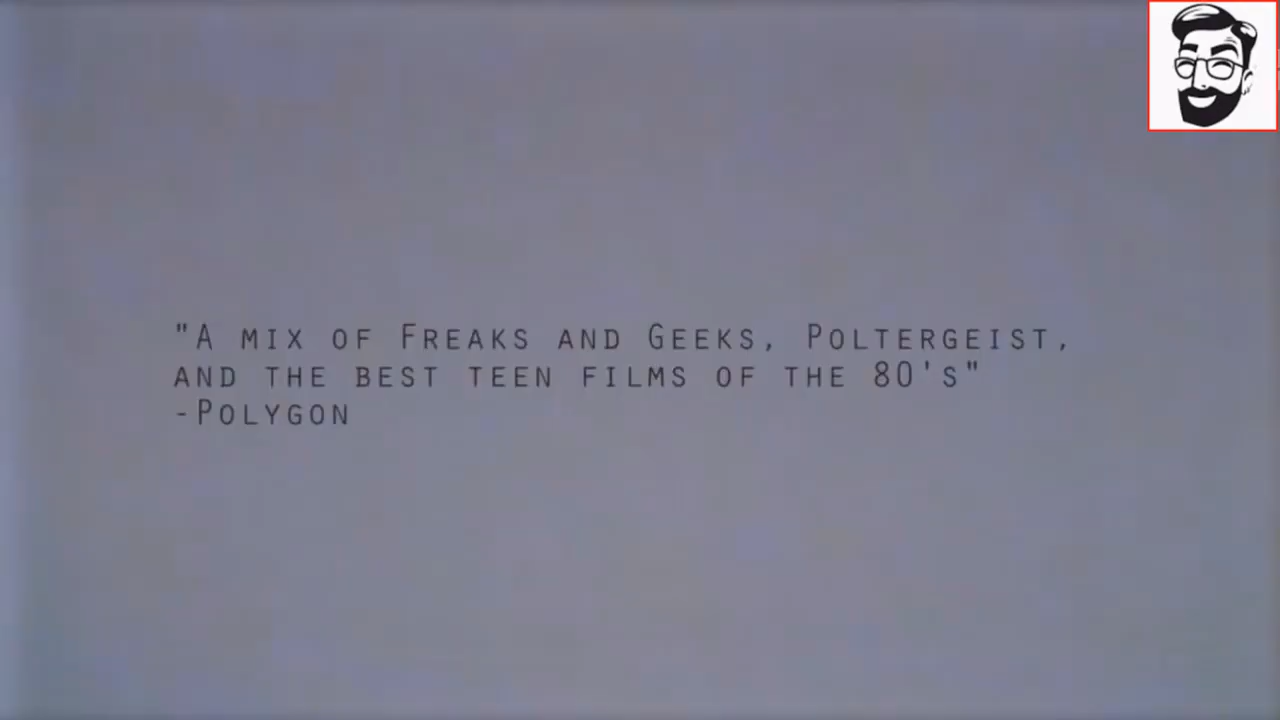 "A mix of Freaks and Geeks, Poltergeist,
and the best teen films of the 80's"
-Polygon